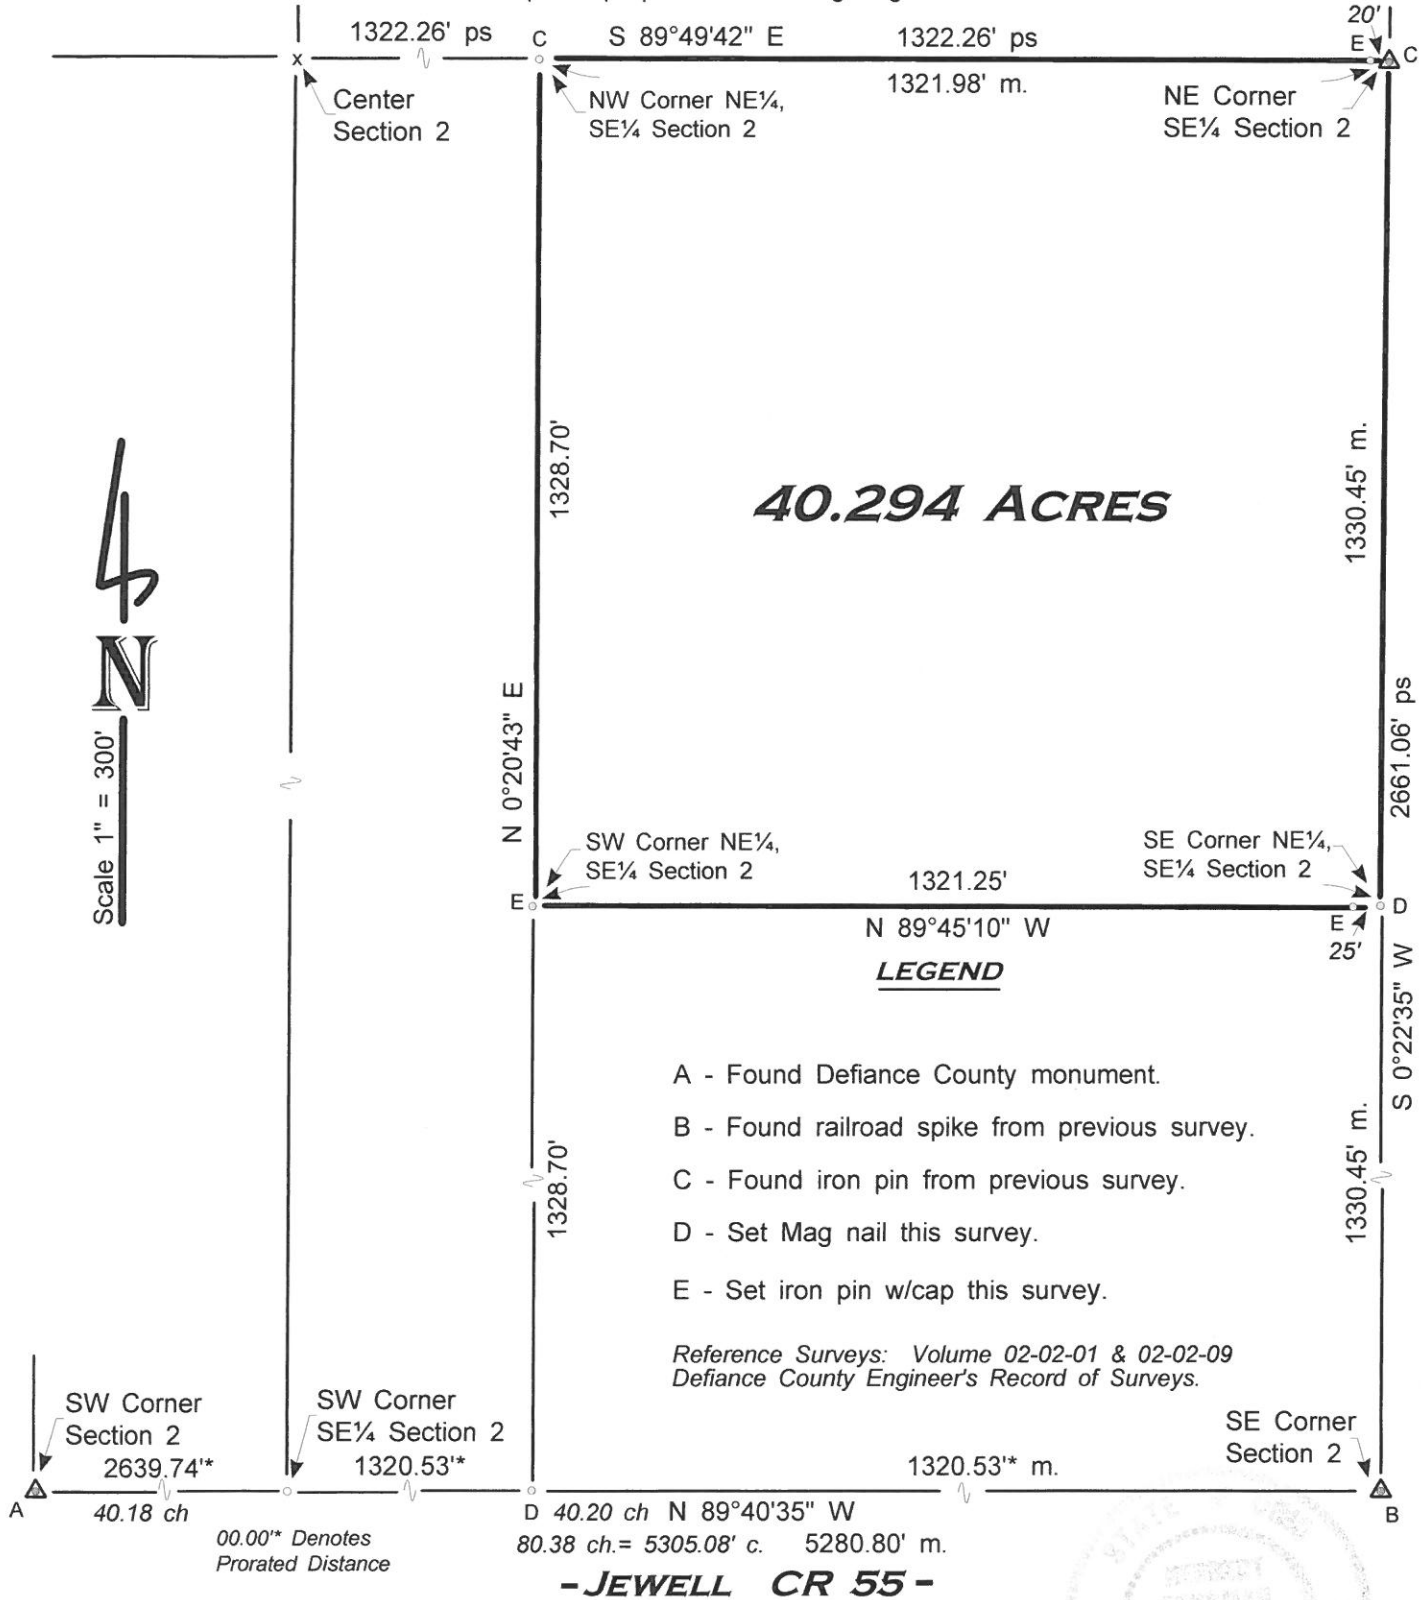 20'
1322.26' ps C S 89°49'42" E 1322.26' ps E C
x
1321.98' m.
Center
Section 2
NW Corner NE¼,
SE¼ Section 2
NE Corner
SE¼ Section 2
1328.70'
1330.45' m.
40.294 ACRES
N
Scale 1" = 300'
N 0°20'43" E
2661.06' ps
SW Corner NE¼,
SE¼ Section 2
SE Corner NE¼,
SE¼ Section 2
1321.25'
E D
N 89°45'10" W
E
25'
S 0°22'35" W
LEGEND
A - Found Defiance County monument.
B - Found railroad spike from previous survey.
C - Found iron pin from previous survey.
D - Set Mag nail this survey.
E - Set iron pin w/cap this survey.
1328.70'
1330.45' m.
Reference Surveys: Volume 02-02-01 & 02-02-09
Defiance County Engineer's Record of Surveys.
SW Corner
Section 2
SW Corner
SE¼ Section 2
SE Corner
Section 2
2639.74'* 1320.53'* 1320.53'* m.
A 40.18 ch D 40.20 ch N 89°40'35" W B
00.00'* Denotes
Prorated Distance
80.38 ch.= 5305.08' c. 5280.80' m.
-JEWELL CR 55-
STATE